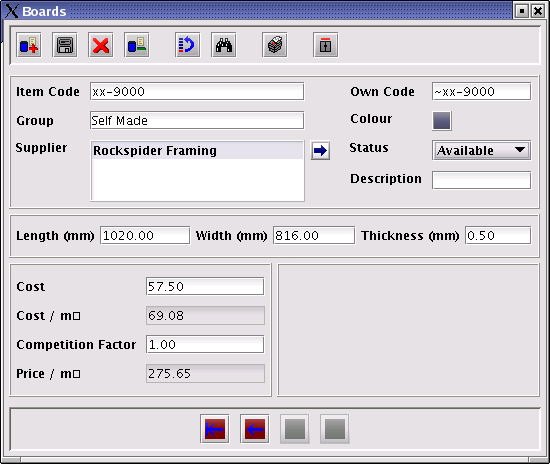 X Boards
Item Code xx-9000 Own Code ~xx-9000
Group Self Made Colour
Supplier Rockspider Framing Status Available
Description
Length (mm) 1020.00 Width (mm) 816.00 Thickness (mm) 0.50
Cost 57.50
Cost / m□ 69.08
Competition Factor 1.00
Price / m□ 275.65